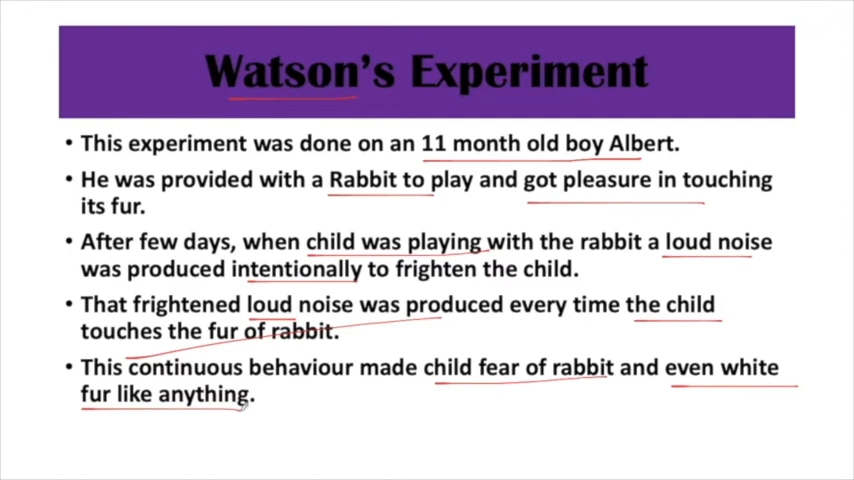 Watson's Experiment
• This experiment was done on an 11 month old boy Albert.
• He was provided with a Rabbit to play and got pleasure in touching
its fur.
• After few days, when child was playing with the rabbit a loud noise
was produced intentionally to frighten the child.
• That frightened loud noise was produced every time the child
touches the fur of rabbit.
• This continuous behaviour made child fear of rabbit and even white
fur like anything.